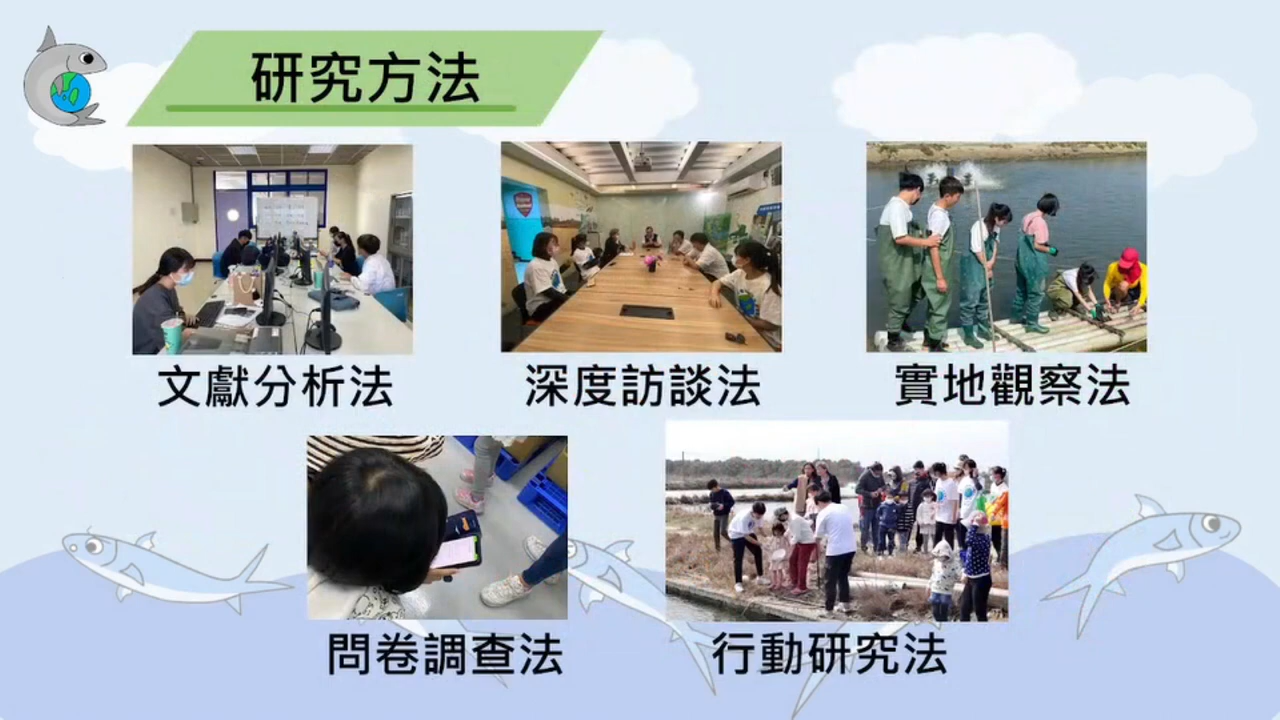 研究方法
文獻分析法
深度訪談法
實地觀察法
問卷調查法
行動研究法